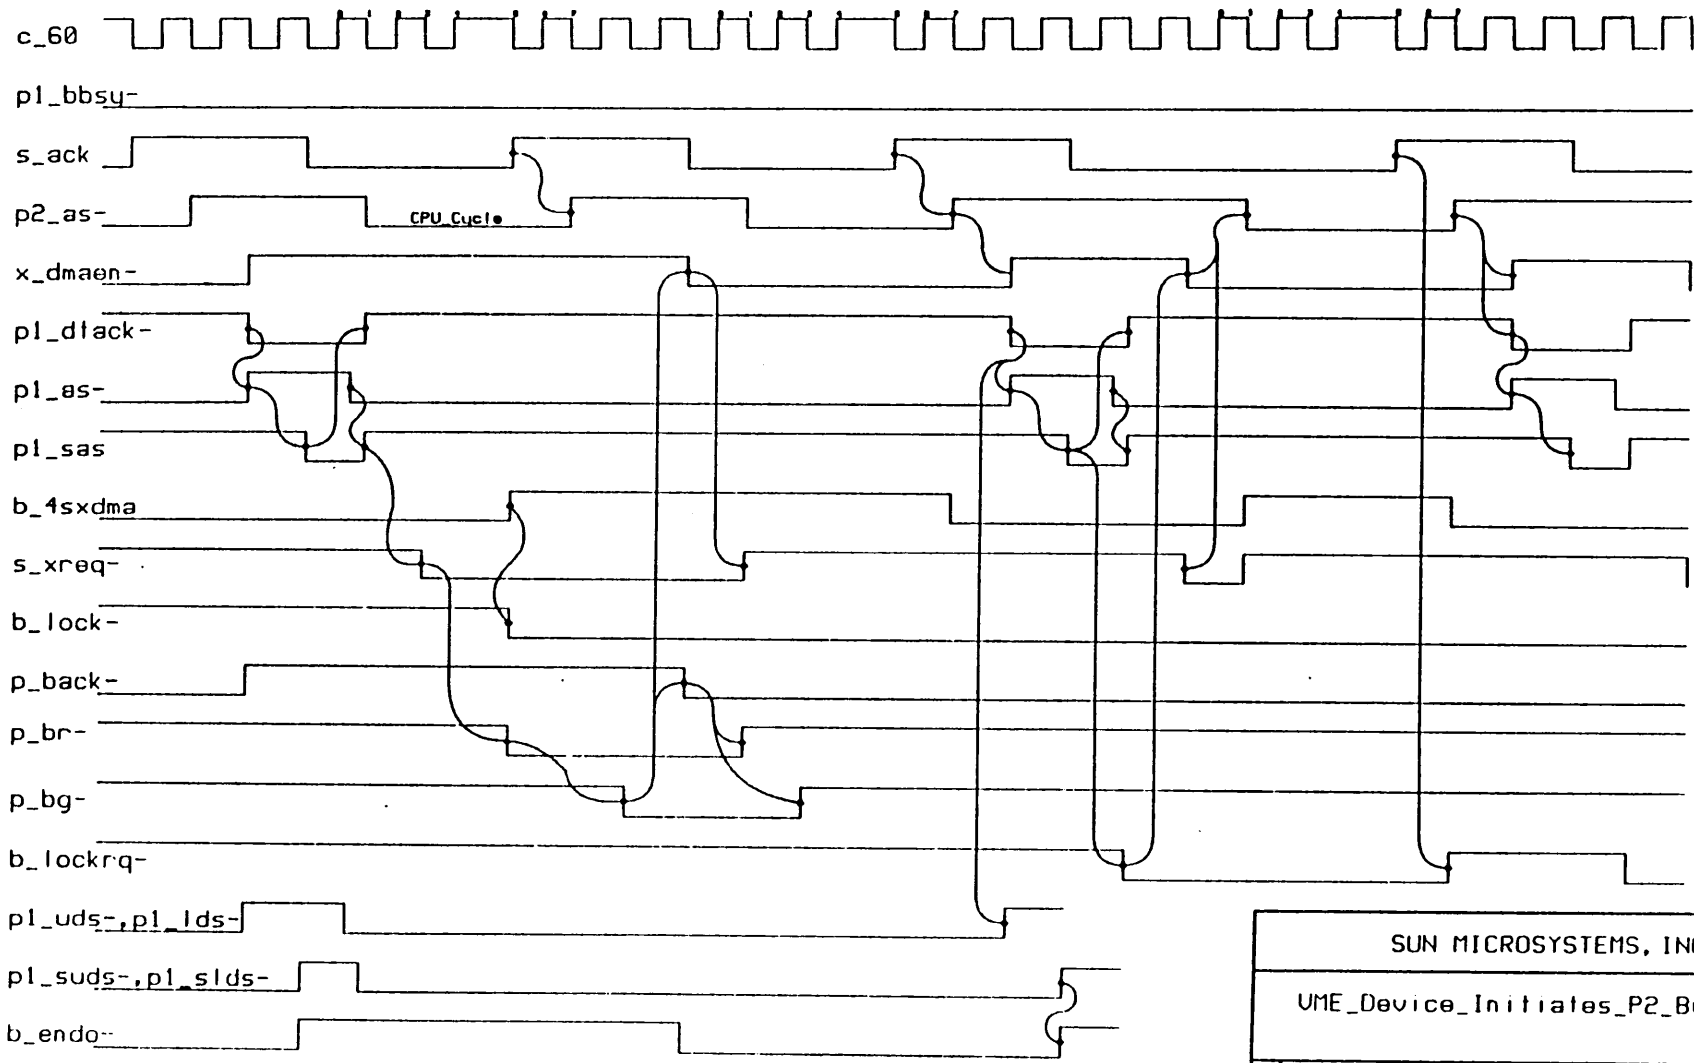 c_60
p1_bbsy-
s_ack
p2_as-
CPU_Cycle
x_dmaen-
p1_dtack-
p1_as-
p1_sas
b_4sxdma
s_xreq-
b_lock-
p_back-
p_br-
p_bg-
b_lockrq-
p1_uds-,p1_lds-
p1_suds-,p1_slds-
b_endo-
SUN MICROSYSTEMS, IN
VME_Device_Initiates_P2_B